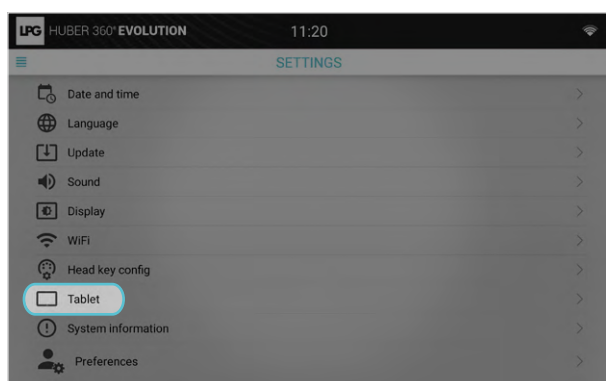 LPG HUBER 360° EVOLUTION 11:20
SETTINGS
Date and time
Language
Update
Sound
Display
WiFi
Head key config
Tablet
System information
Preferences